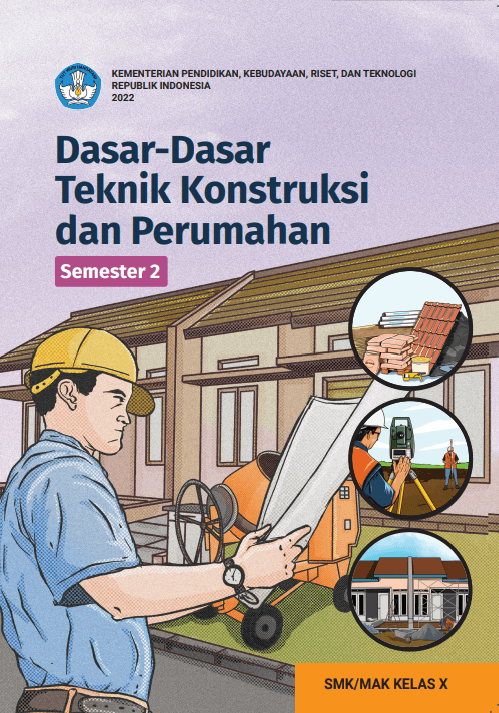 KEMENTERIAN PENDIDIKAN, KEBUDAYAAN, RISET, DAN TEKNOLOGI
REPUBLIK INDONESIA
2022
Dasar-Dasar
Teknik Konstruksi
dan Perumahan
Semester 2
SMK/MAK KELAS X